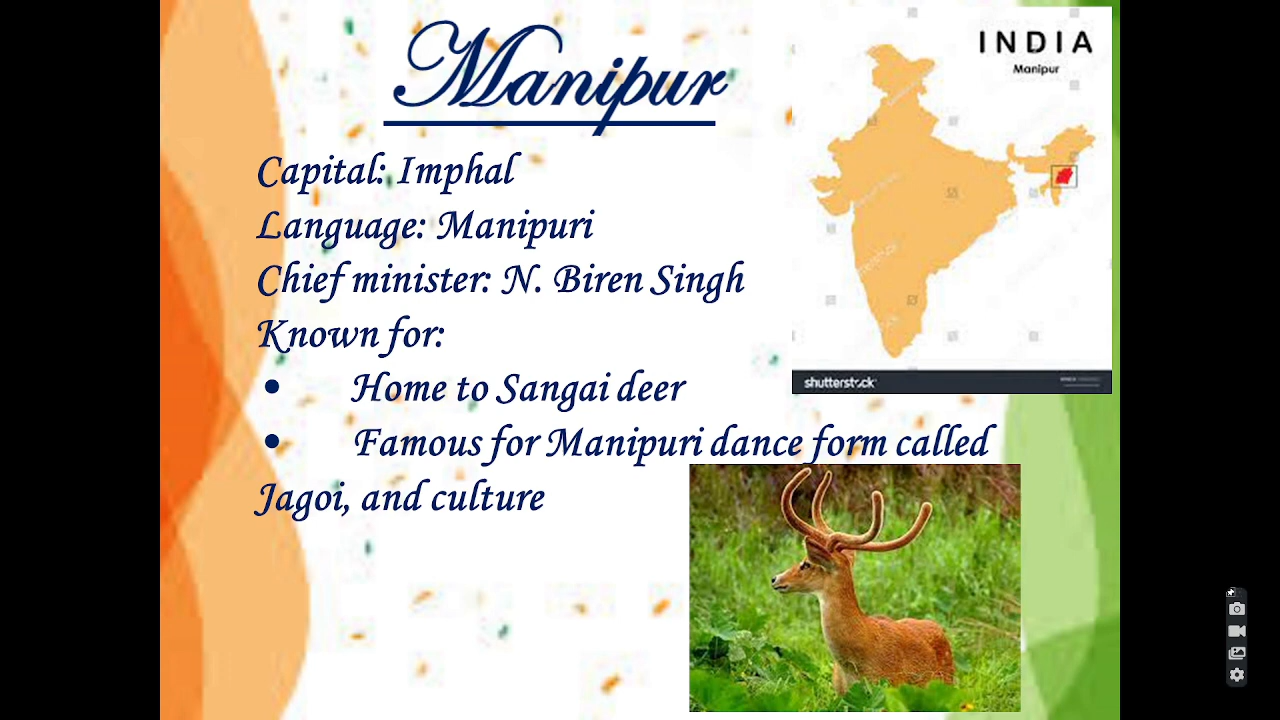 Manipur
INDIA
Manipur
Capital: Imphal
Language: Manipuri
Chief minister: N. Biren Singh
Known for:
• Home to Sangai deer
shutterstock
• Famous for Manipuri dance form called
Jagoi, and culture